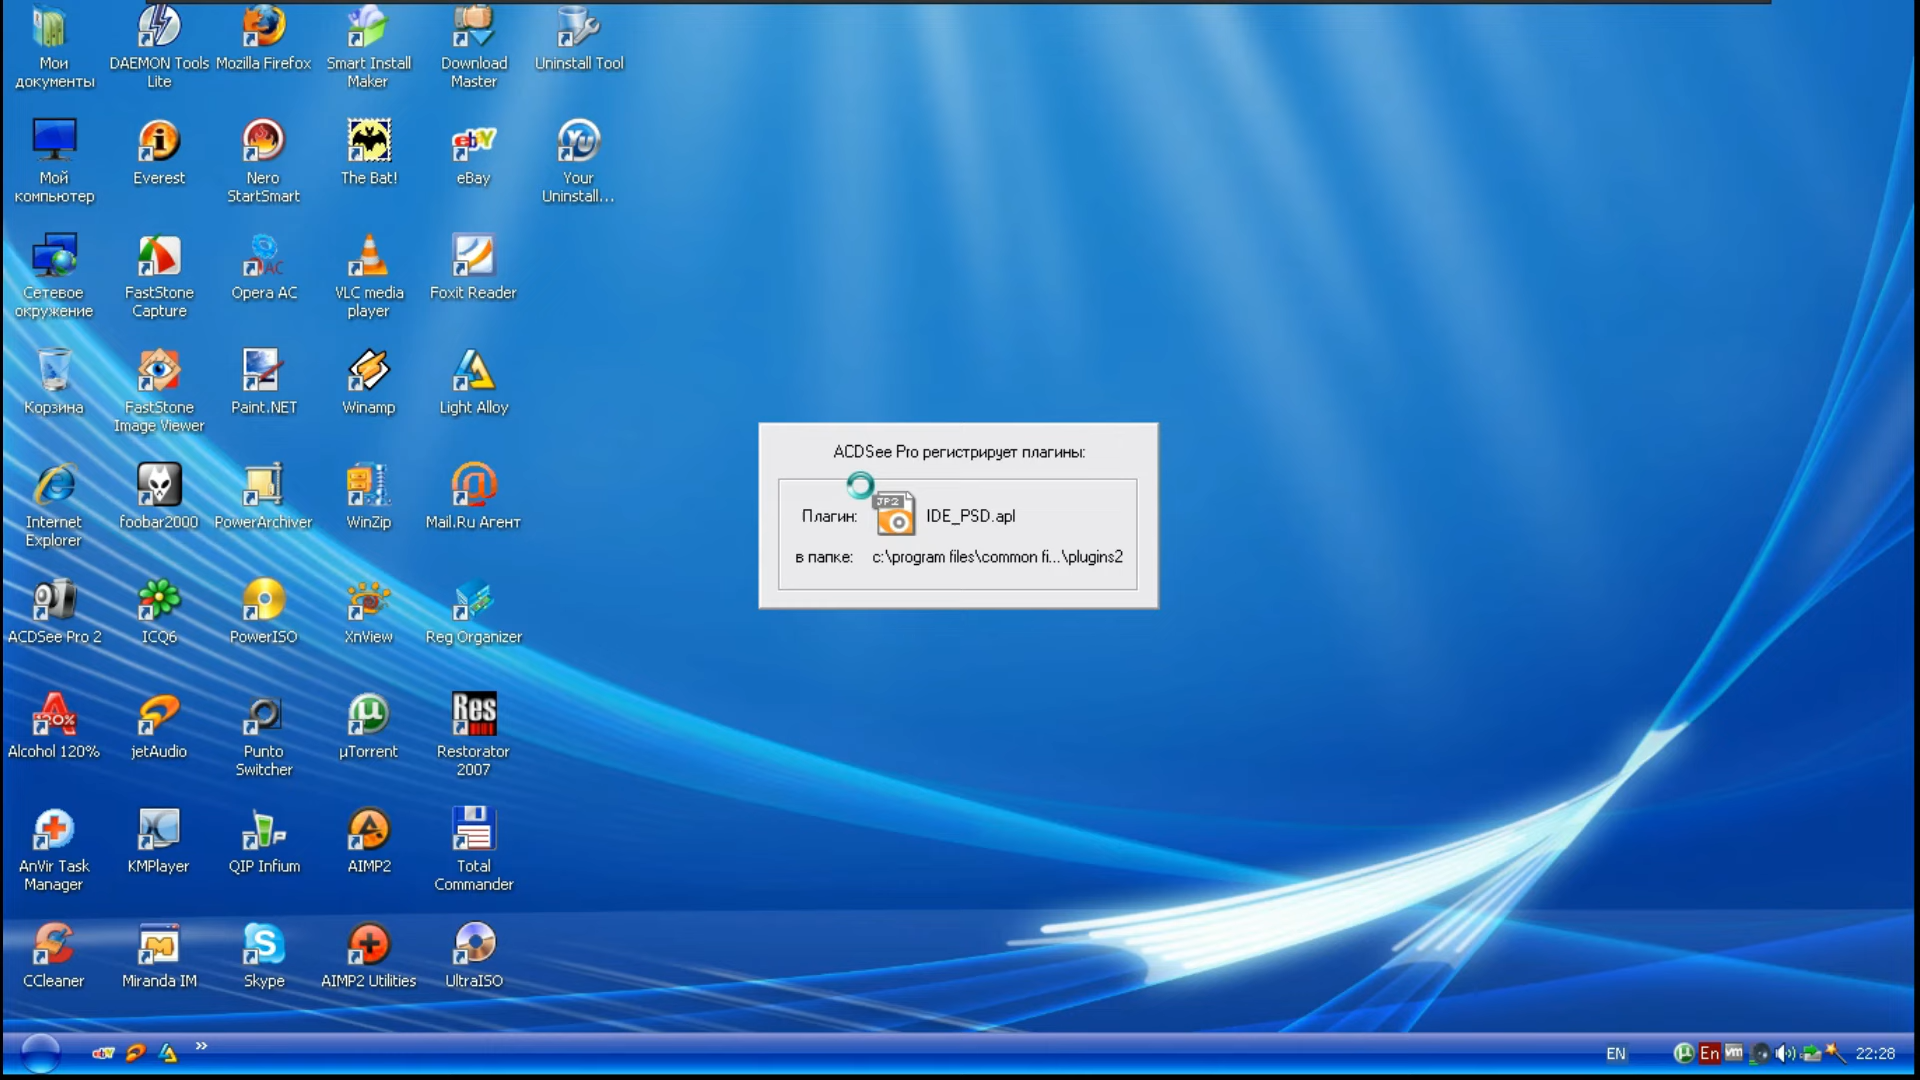 Мои документы
DAEMON Tools Lite
Mozilla Firefox
Smart Install Maker
Download Master
Uninstall Tool
Мой компьютер
Everest
Nero StartSmart
The Bat!
eBay
Your Uninstall...
Сетевое окружение
FastStone Capture
Opera AC
VLC media player
Foxit Reader
Корзина
FastStone Image Viewer
Paint.NET
Winamp
Light Alloy
Internet Explorer
foobar2000
PowerArchiver
WinZip
Mail.Ru Агент
ACDSee Pro 2
ICQ6
PowerISO
XnView
Reg Organizer
Alcohol 120%
jetAudio
Punto Switcher
µTorrent
Restorator 2007
AnVir Task Manager
KMPlayer
QIP Infium
AIMP2
Total Commander
CCleaner
Miranda IM
Skype
AIMP2 Utilities
UltraISO
ACDSee Pro регистрирует плагины:
Плагин: JP2 IDE_PSD.apl
в папке: c:\program files\common fi...\plugins2
EN
En
22:28